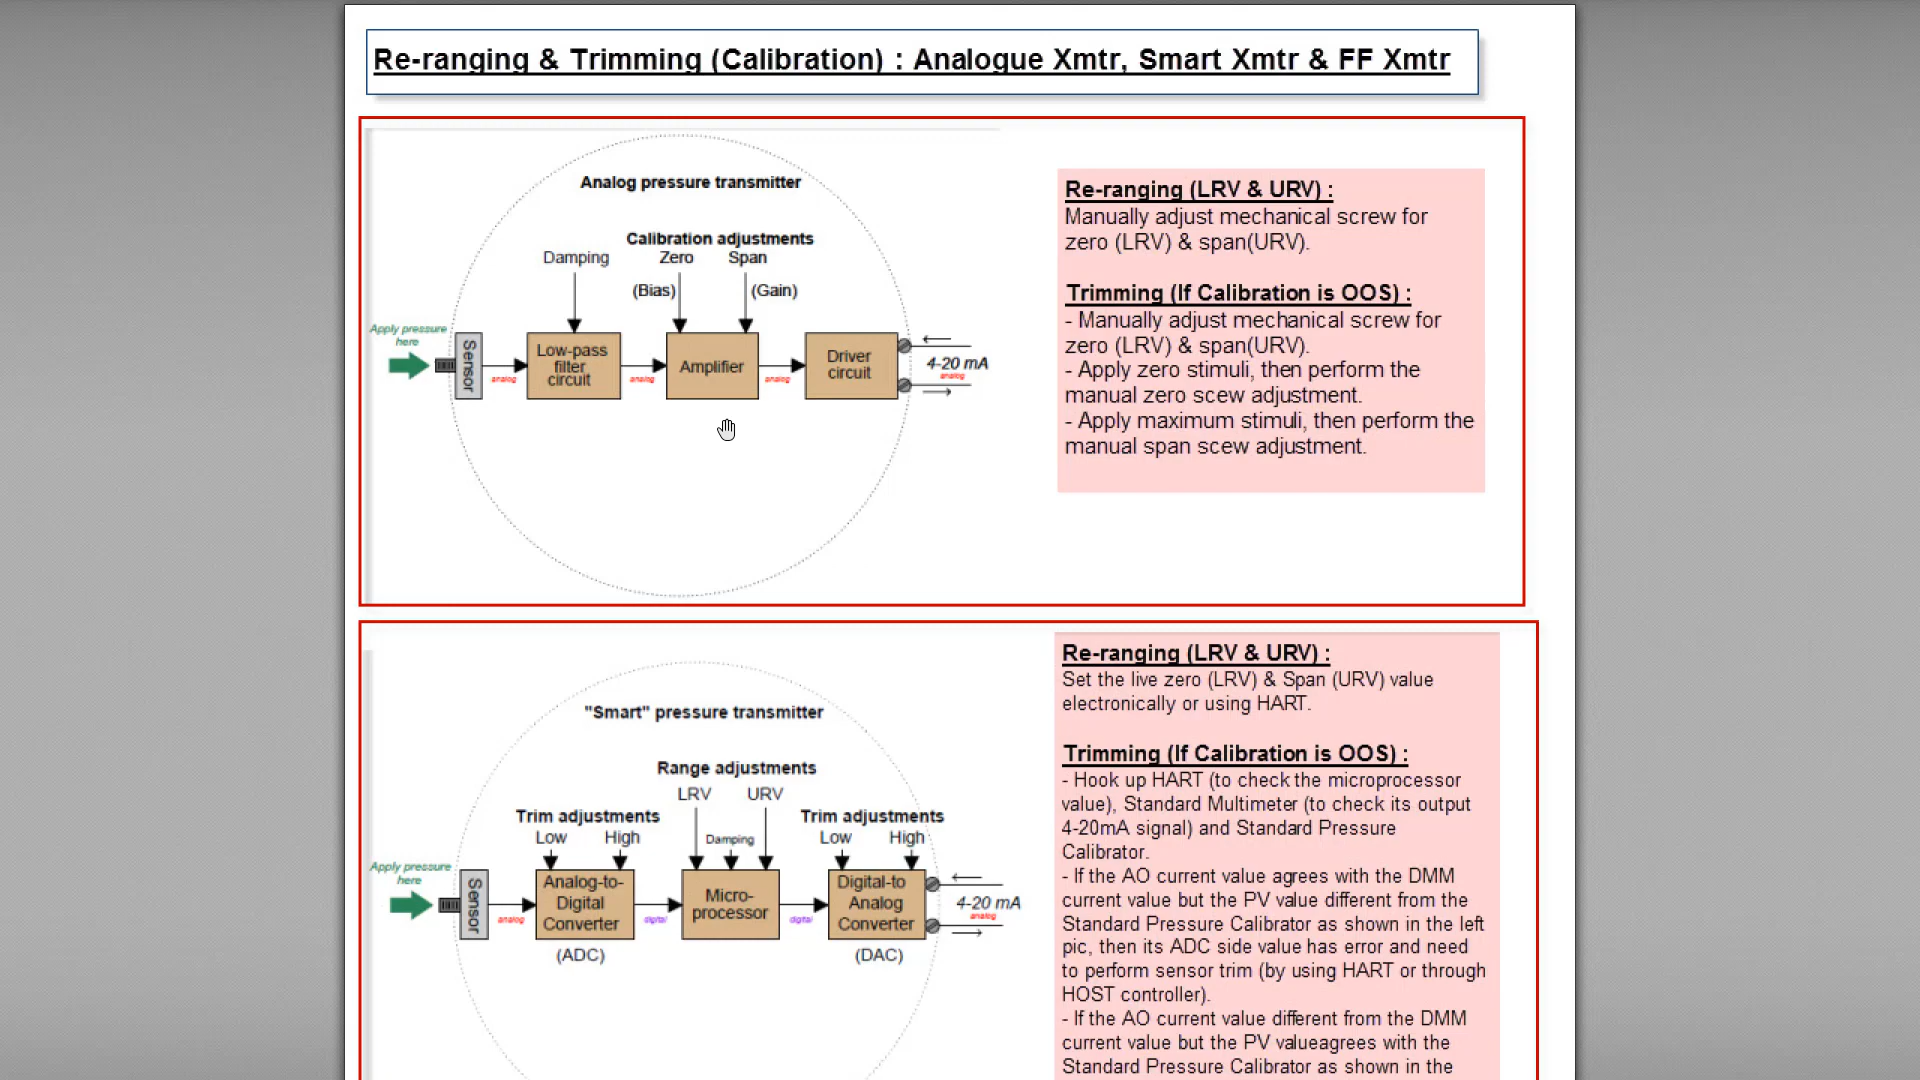 Re-ranging & Trimming (Calibration) : Analogue Xmtr, Smart Xmtr & FF Xmtr
Analog pressure transmitter
Calibration adjustments
Damping
Zero
Span
(Bias)
(Gain)
Apply pressure
here
Sensor
analog
Low-pass
filter
circuit
analog
Amplifier
analog
Driver
circuit
4-20 mA
analog
Re-ranging (LRV & URV) :
Manually adjust mechanical screw for
zero (LRV) & span(URV).
Trimming (If Calibration is OOS) :
- Manually adjust mechanical screw for
zero (LRV) & span(URV).
- Apply zero stimuli, then perform the
manual zero scew adjustment.
- Apply maximum stimuli, then perform the
manual span scew adjustment.
"Smart" pressure transmitter
Range adjustments
LRV
URV
Trim adjustments
Low
High
Damping
Trim adjustments
Low
High
Apply pressure
here
Sensor
analog
Analog-to-
Digital
Converter
(ADC)
digital
Micro-
processor
digital
Digital-to
Analog
Converter
(DAC)
4-20 mA
analog
Re-ranging (LRV & URV) :
Set the live zero (LRV) & Span (URV) value
electronically or using HART.
Trimming (If Calibration is OOS) :
- Hook up HART (to check the microprocessor
value), Standard Multimeter (to check its output
4-20mA signal) and Standard Pressure
Calibrator.
- If the AO current value agrees with the DMM
current value but the PV value different from the
Standard Pressure Calibrator as shown in the left
pic, then its ADC side value has error and need
to perform sensor trim (by using HART or through
HOST controller).
- If the AO current value different from the DMM
current value but the PV valueagrees with the
Standard Pressure Calibrator as shown in the